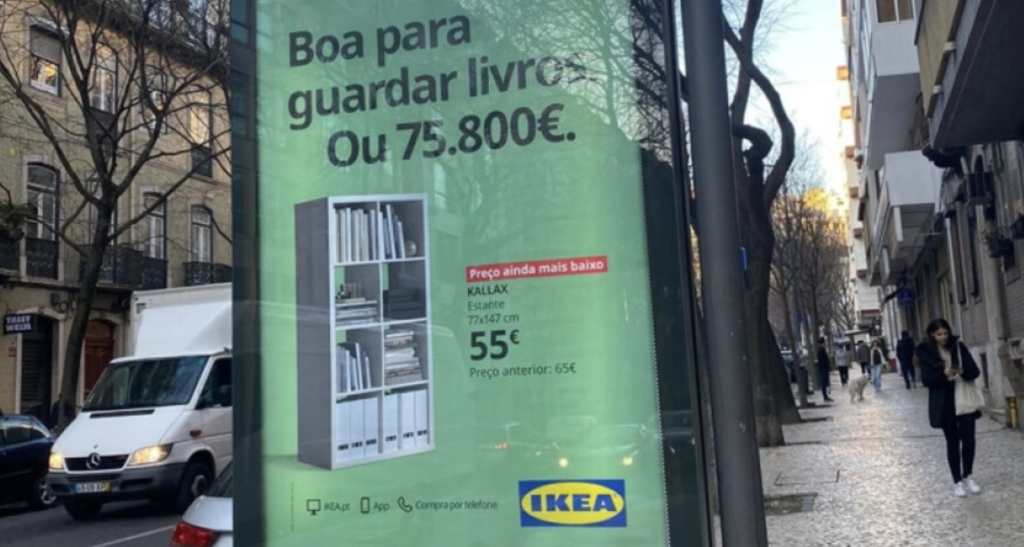 Boa para
guardar livros.
Ou 75.800€.
Preço ainda mais baixo
KALLAX
Estante
77x147 cm
55€
Preço anterior: 65€
IKEA.pt App Compra por telefone
IKEA